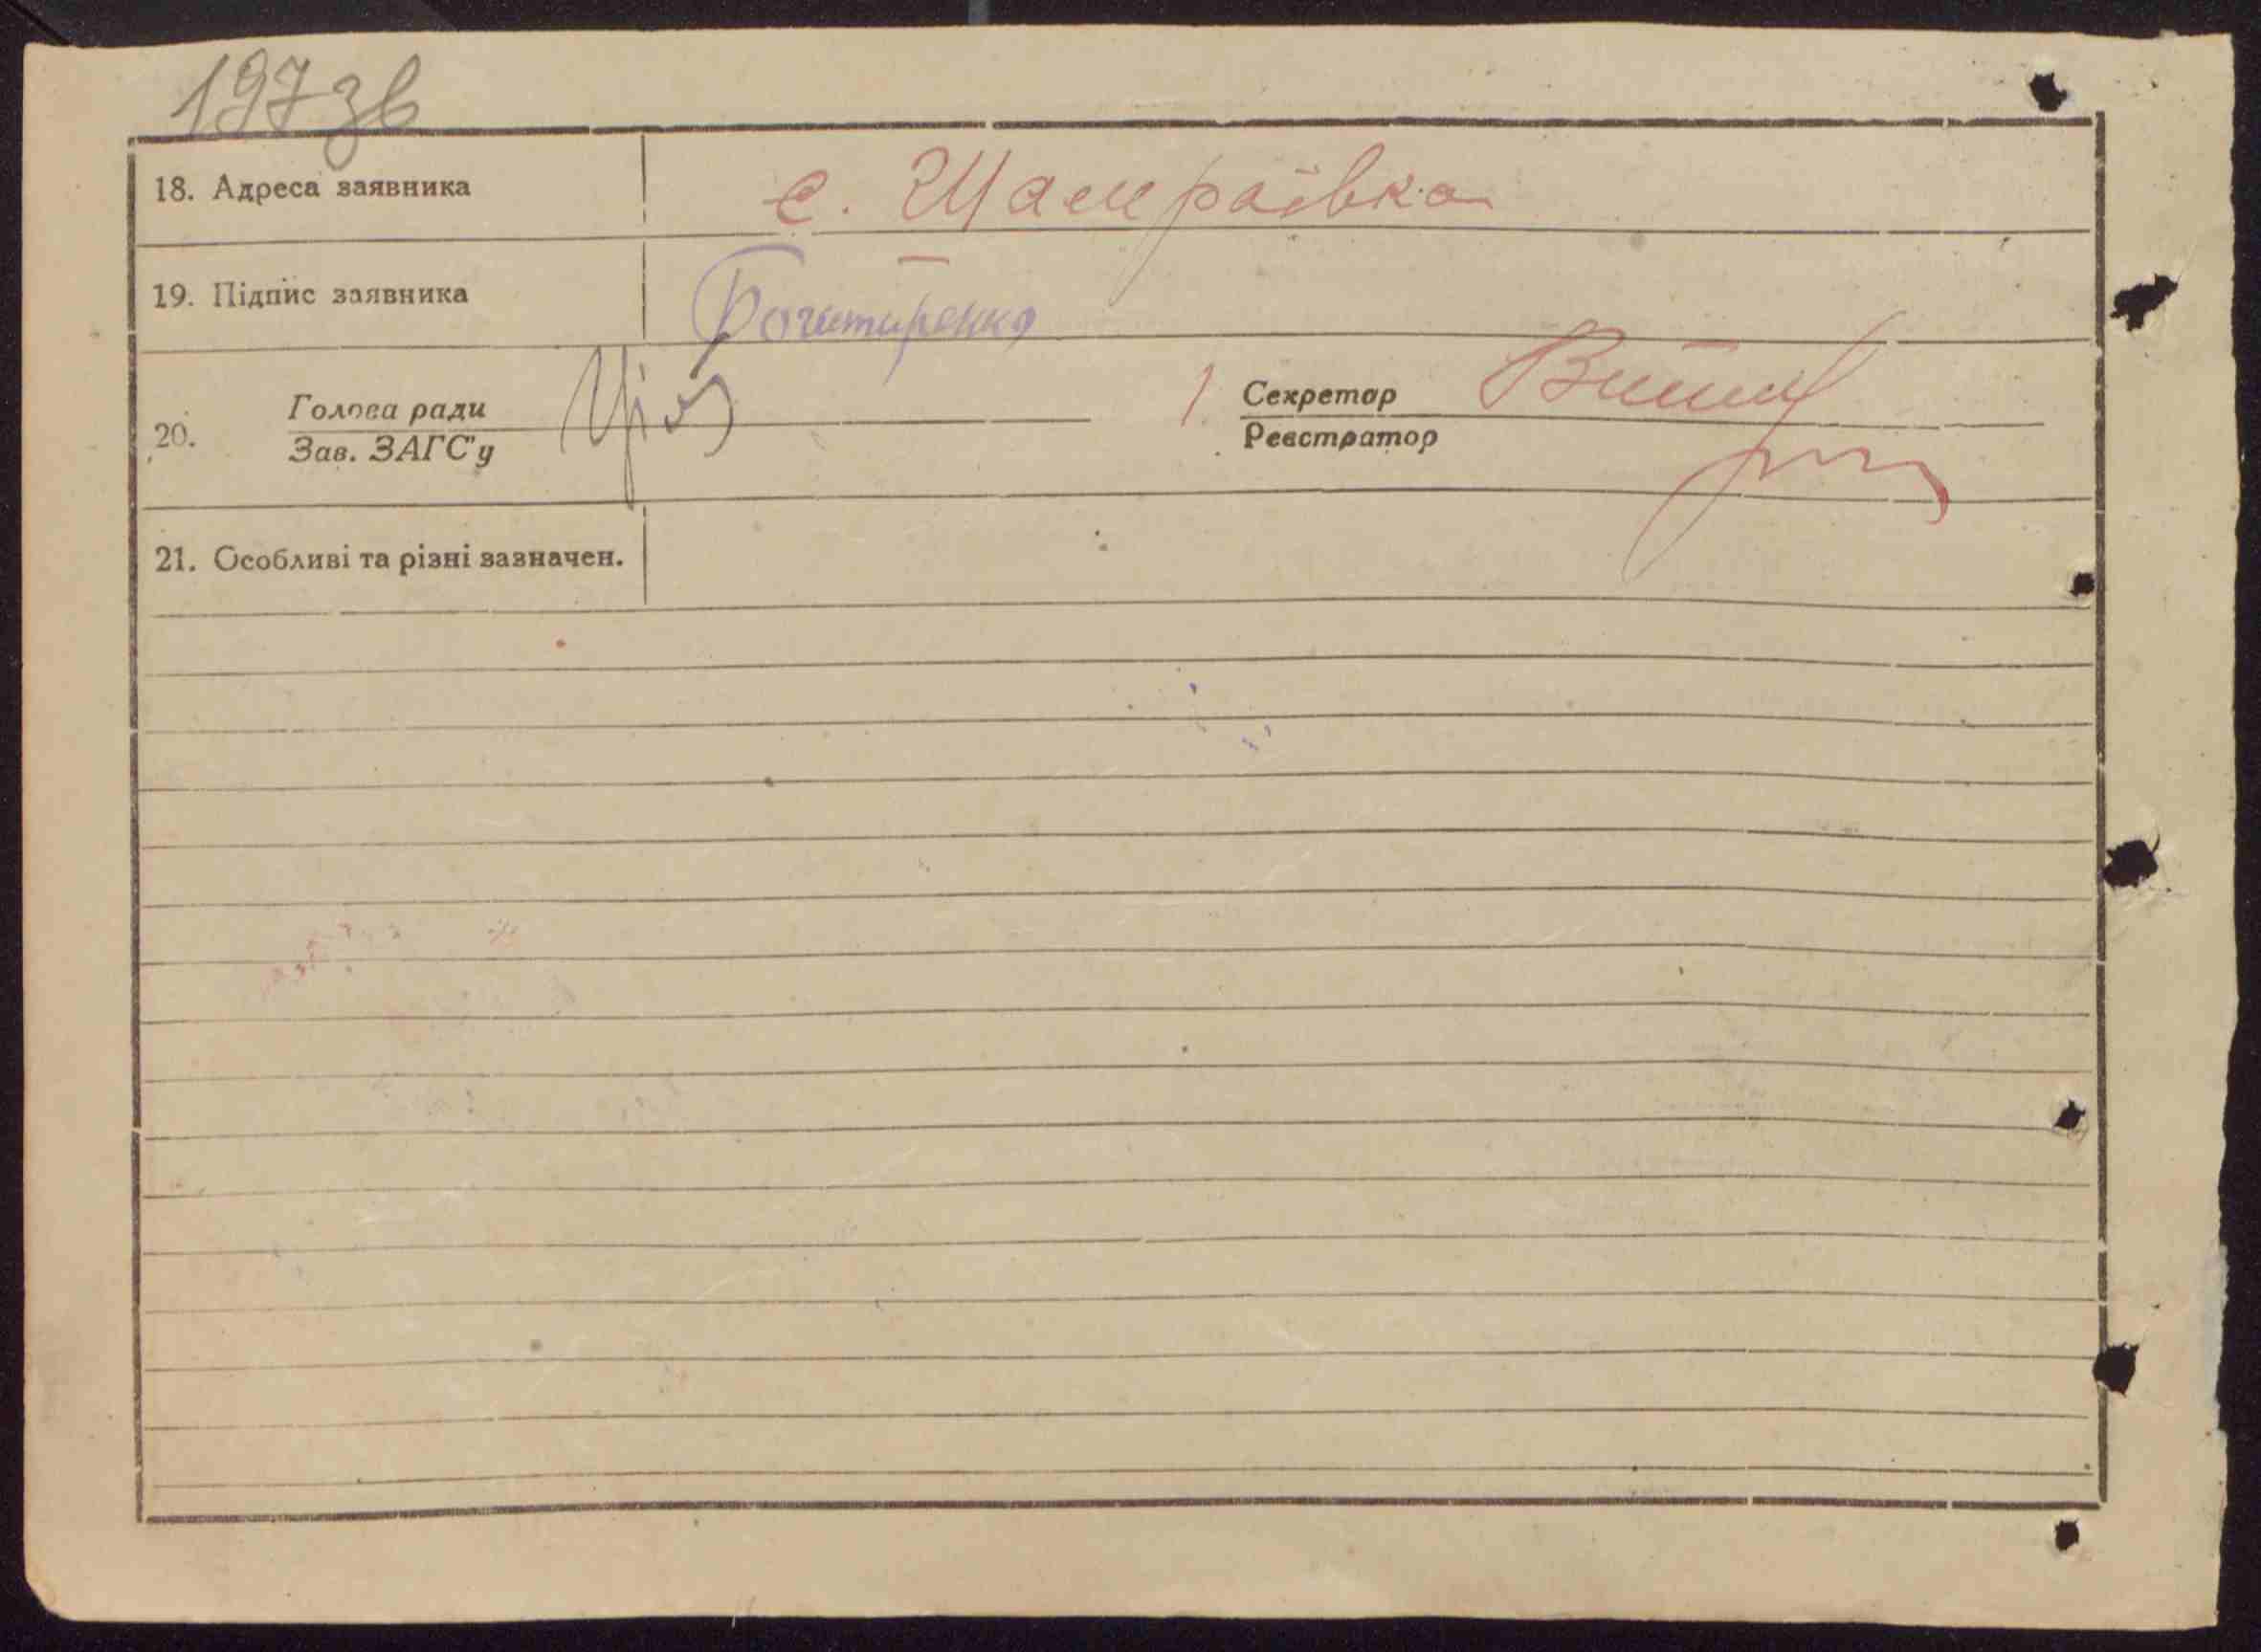 197зв
18. Адреса заявника с. Шамраївка
19. Підпис заявника
20. Голова ради Секретар
Зав. ЗАГС'у Реєстратор
21. Особливі та різні зазначен.